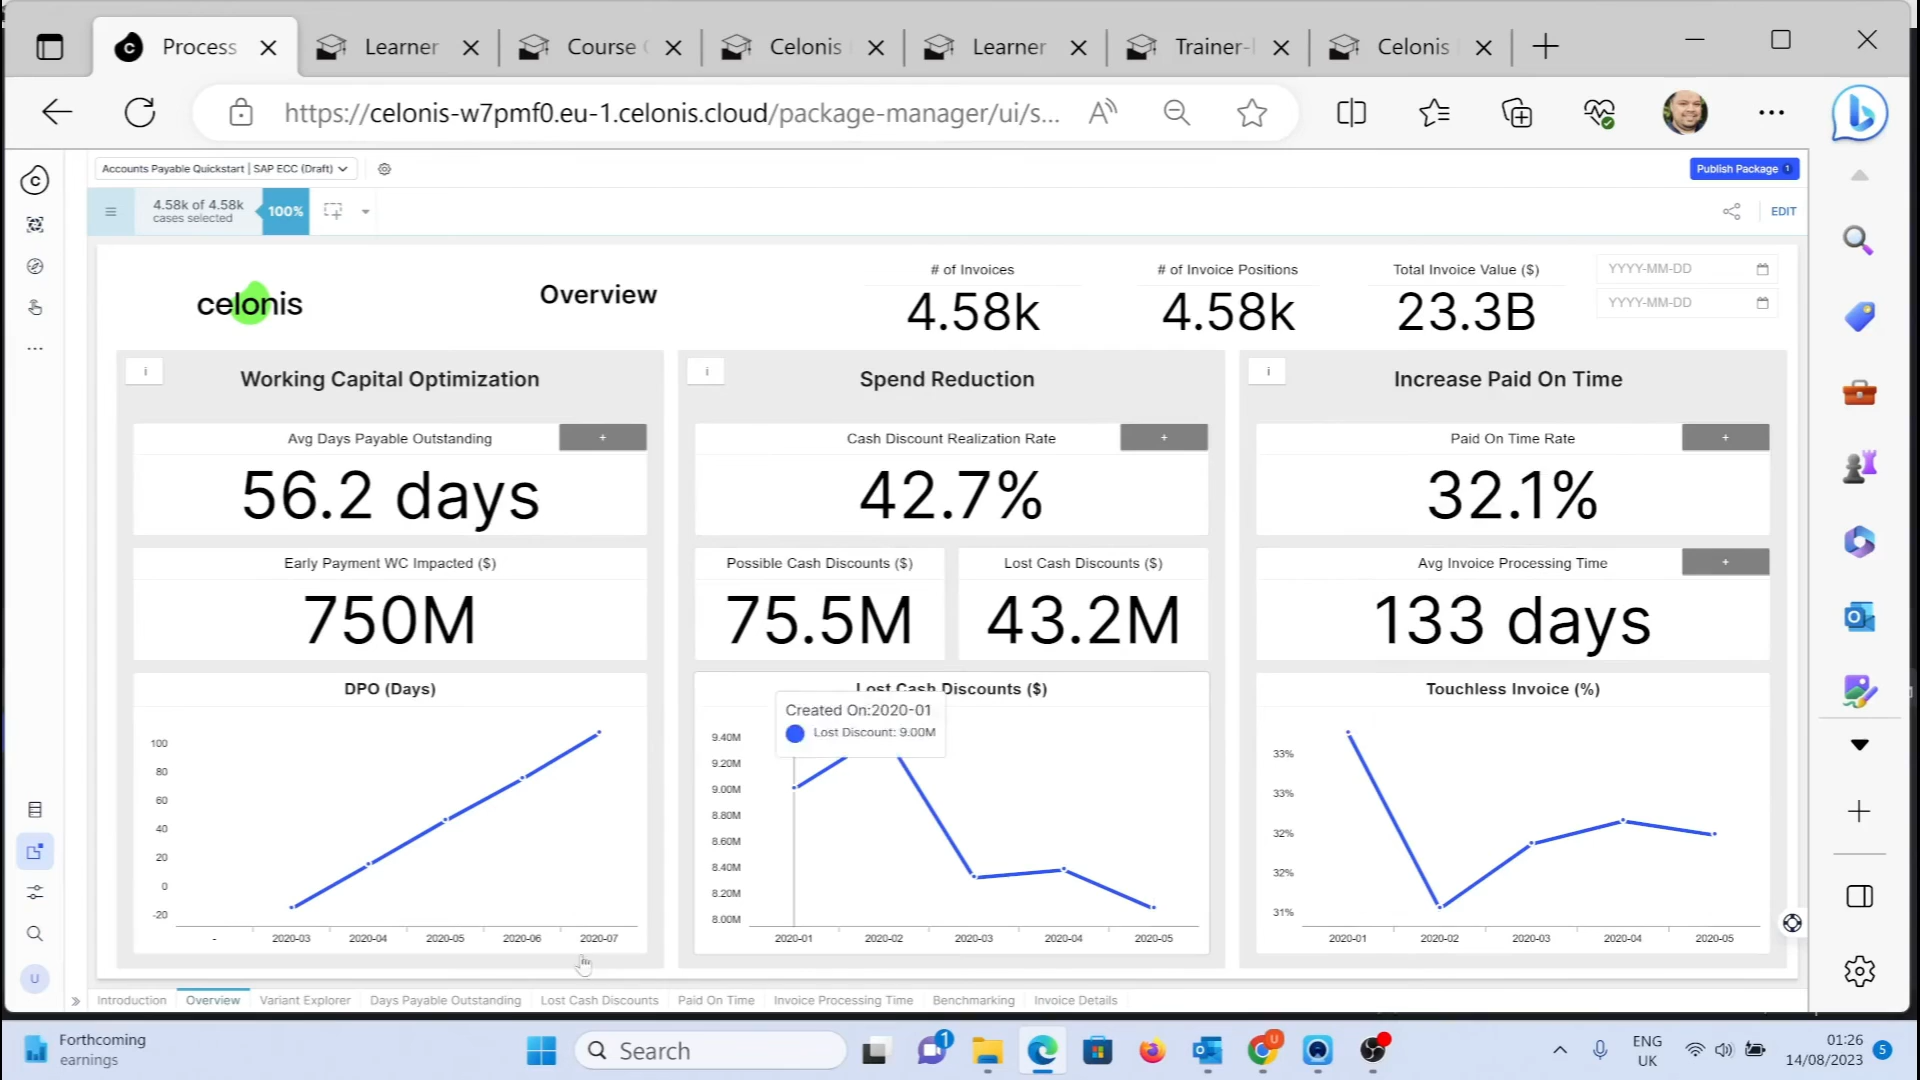 Process
Learner
Course
Celonis
Learner
Trainer-
Celonis
https://celonis-w7pmf0.eu-1.celonis.cloud/package-manager/ui/s...
Accounts Payable Quickstart | SAP ECC (Draft)
Publish Package 1
4.58k of 4.58k
cases selected
100%
EDIT
celonis
Overview
# of Invoices
4.58k
# of Invoice Positions
4.58k
Total Invoice Value ($)
23.3B
YYYY-MM-DD
YYYY-MM-DD
i
Working Capital Optimization
Avg Days Payable Outstanding
+
56.2 days
Early Payment WC Impacted ($)
750M
DPO (Days)
100
80
60
40
20
0
-20
-
2020-03
2020-04
2020-05
2020-06
2020-07
i
Spend Reduction
Cash Discount Realization Rate
+
42.7%
Possible Cash Discounts ($)
75.5M
Lost Cash Discounts ($)
43.2M
Lost Cash Discounts ($)
Created On:2020-01
Lost Discount: 9.00M
9.40M
9.20M
9.00M
8.80M
8.60M
8.40M
8.20M
8.00M
2020-01
2020-02
2020-03
2020-04
2020-05
i
Increase Paid On Time
Paid On Time Rate
+
32.1%
Avg Invoice Processing Time
+
133 days
Touchless Invoice (%)
33%
33%
32%
32%
31%
2020-01
2020-02
2020-03
2020-04
2020-05
U
Introduction
Overview
Variant Explorer
Days Payable Outstanding
Lost Cash Discounts
Paid On Time
Invoice Processing Time
Benchmarking
Invoice Details
Forthcoming
earnings
Search
1
U
ENG
UK
01:26
14/08/2023
5